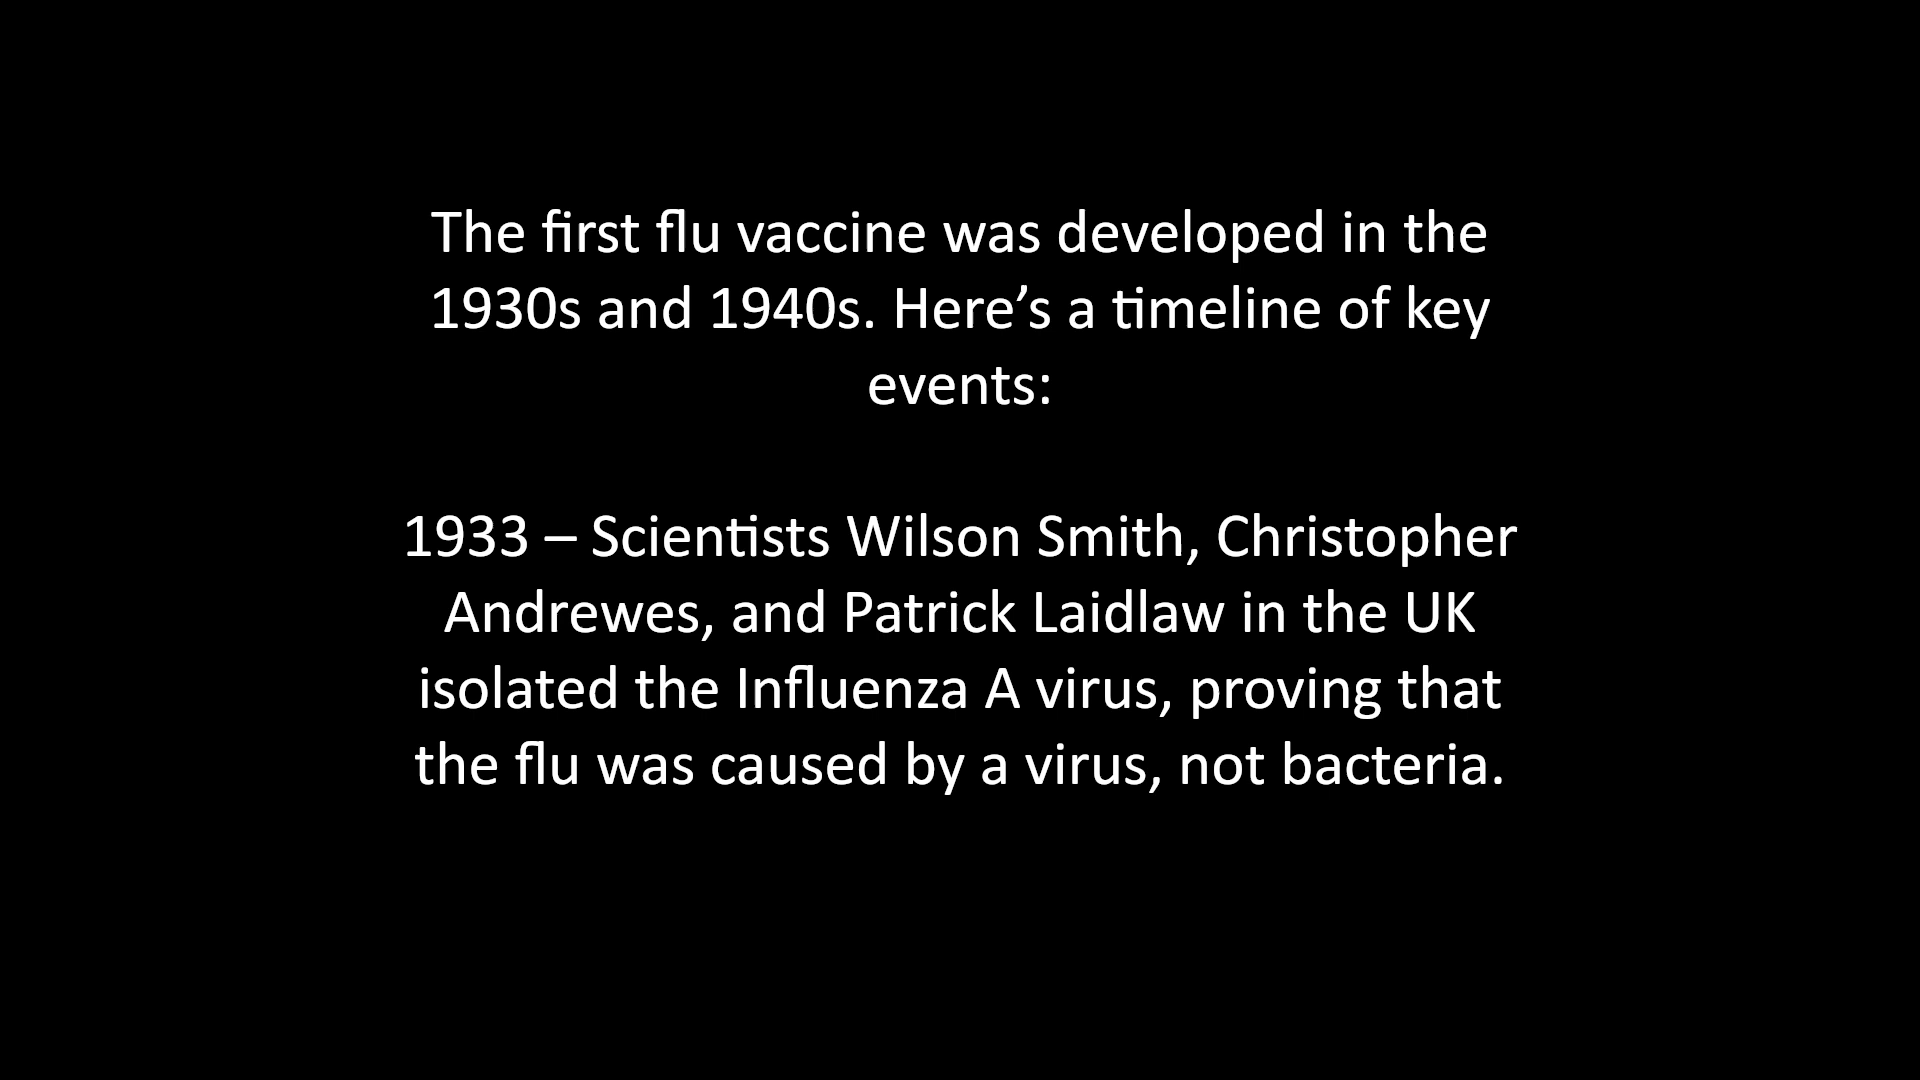 The first flu vaccine was developed in the
1930s and 1940s. Here’s a timeline of key
events:
1933 – Scientists Wilson Smith, Christopher
Andrewes, and Patrick Laidlaw in the UK
isolated the Influenza A virus, proving that
the flu was caused by a virus, not bacteria.